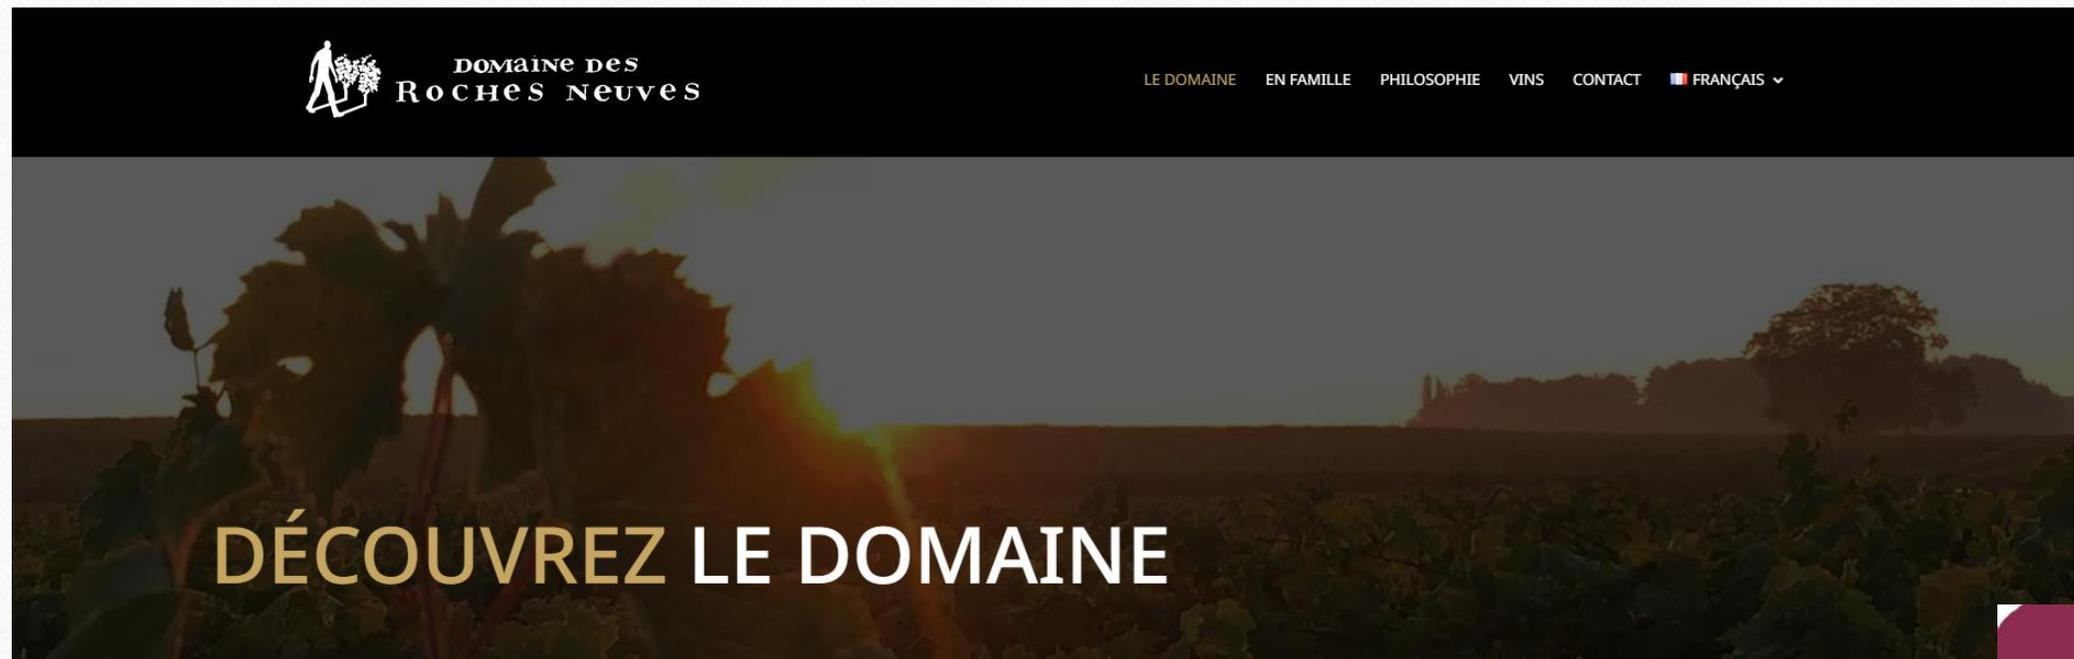 DOMaiNe Des
RoCHeS NeuveS
LE DOMAINE EN FAMILLE PHILOSOPHIE VINS CONTACT FRANÇAIS
DÉCOUVREZ LE DOMAINE